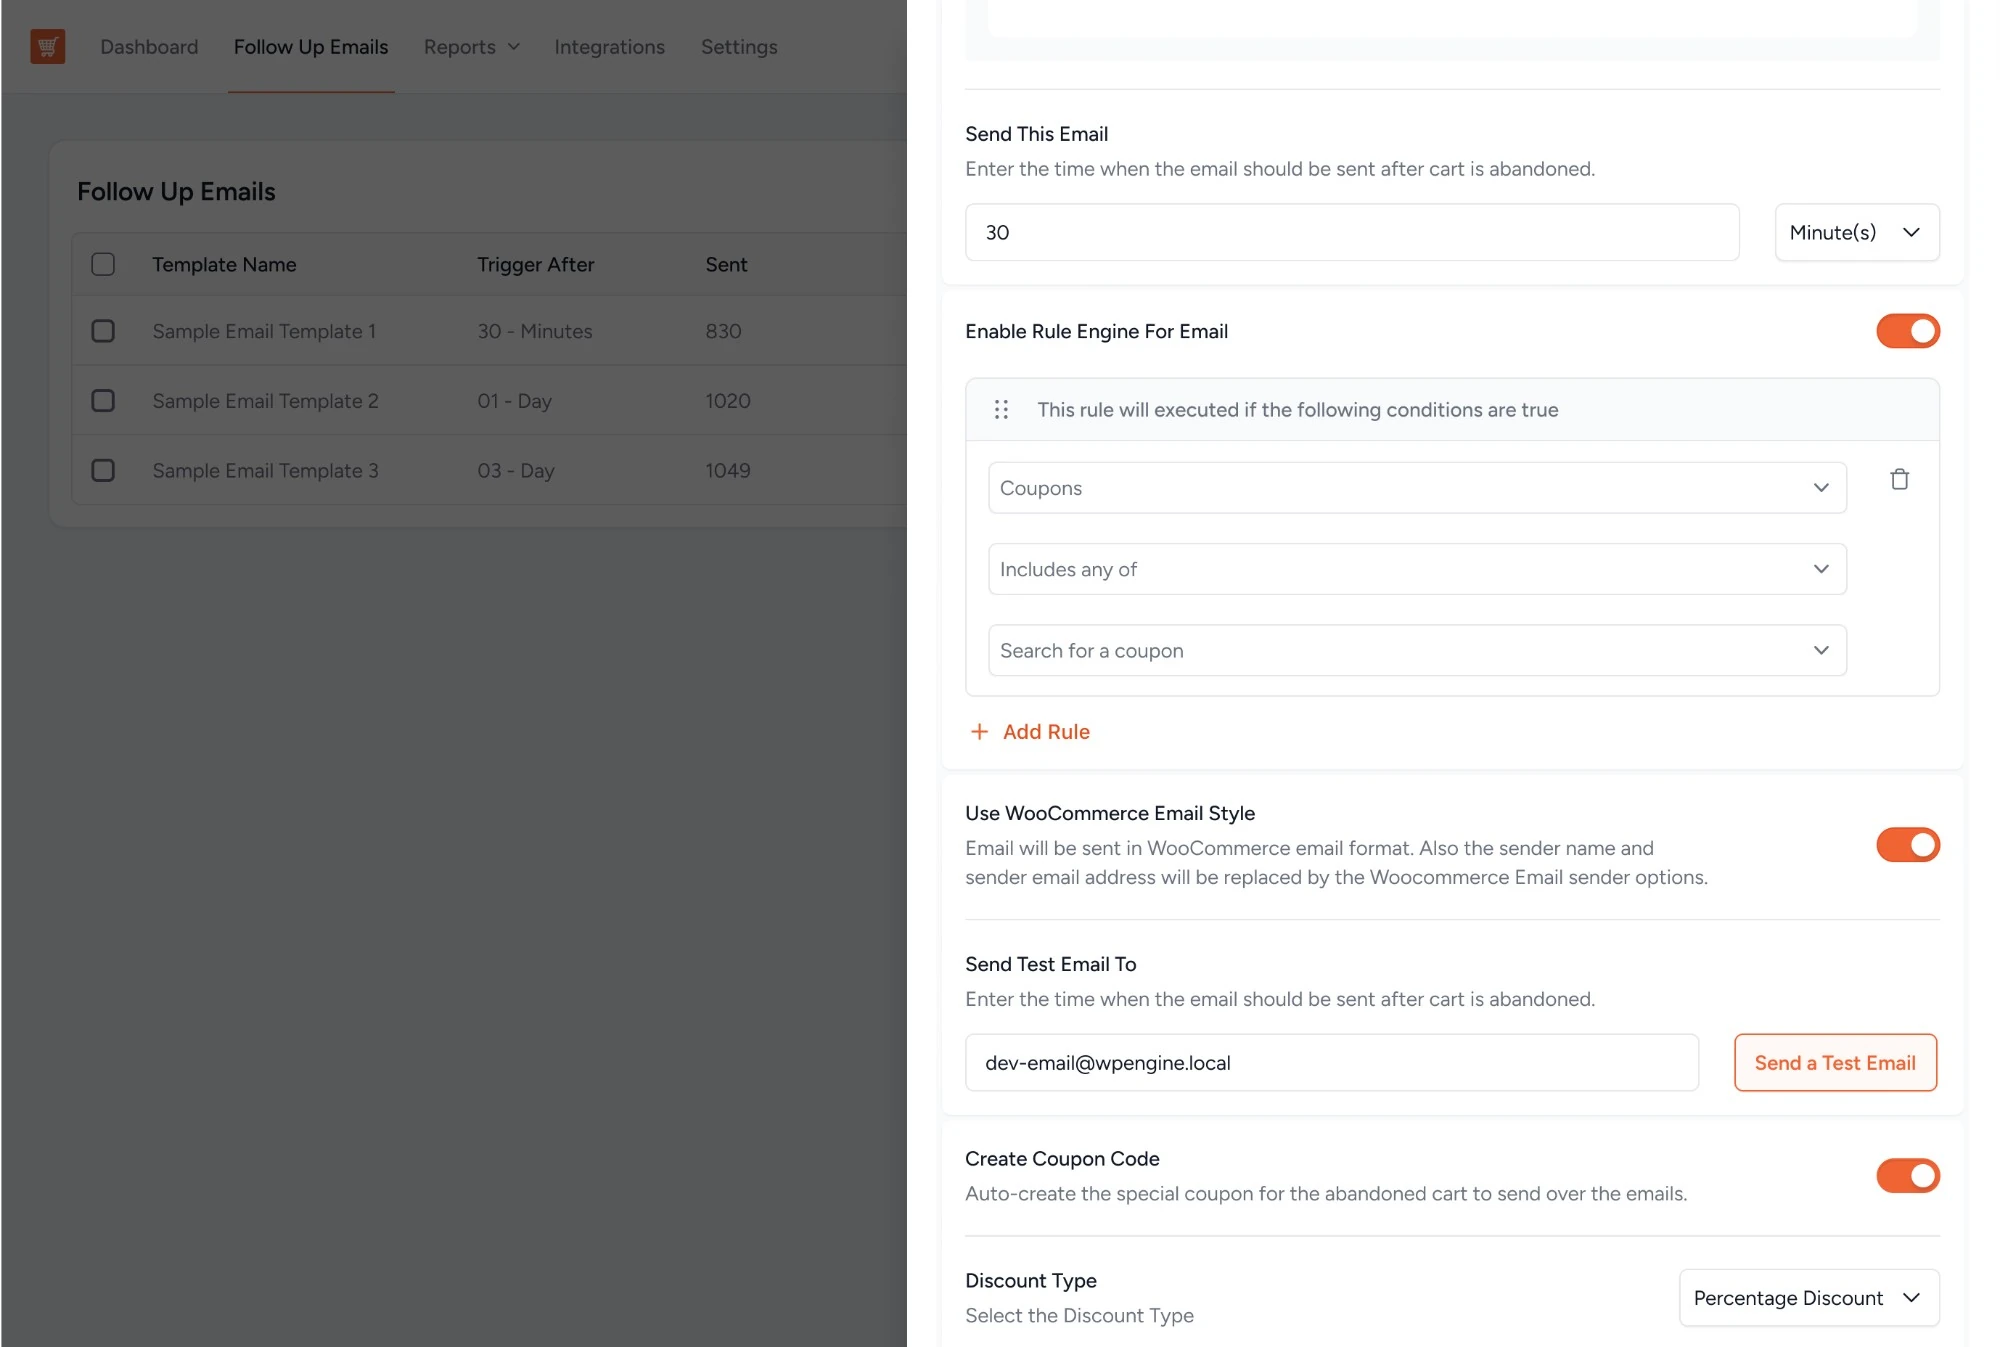 Dashboard Follow Up Emails Reports Integrations Settings
Follow Up Emails
Template Name Trigger After Sent
Sample Email Template 1 30 - Minutes 830
Sample Email Template 2 01 - Day 1020
Sample Email Template 3 03 - Day 1049
Send This Email
Enter the time when the email should be sent after cart is abandoned.
30 Minute(s)
Enable Rule Engine For Email
This rule will executed if the following conditions are true
Coupons
Includes any of
Search for a coupon
+ Add Rule
Use WooCommerce Email Style
Email will be sent in WooCommerce email format. Also the sender name and
sender email address will be replaced by the Woocommerce Email sender options.
Send Test Email To
Enter the time when the email should be sent after cart is abandoned.
dev-email@wpengine.local Send a Test Email
Create Coupon Code
Auto-create the special coupon for the abandoned cart to send over the emails.
Discount Type
Select the Discount Type
Percentage Discount